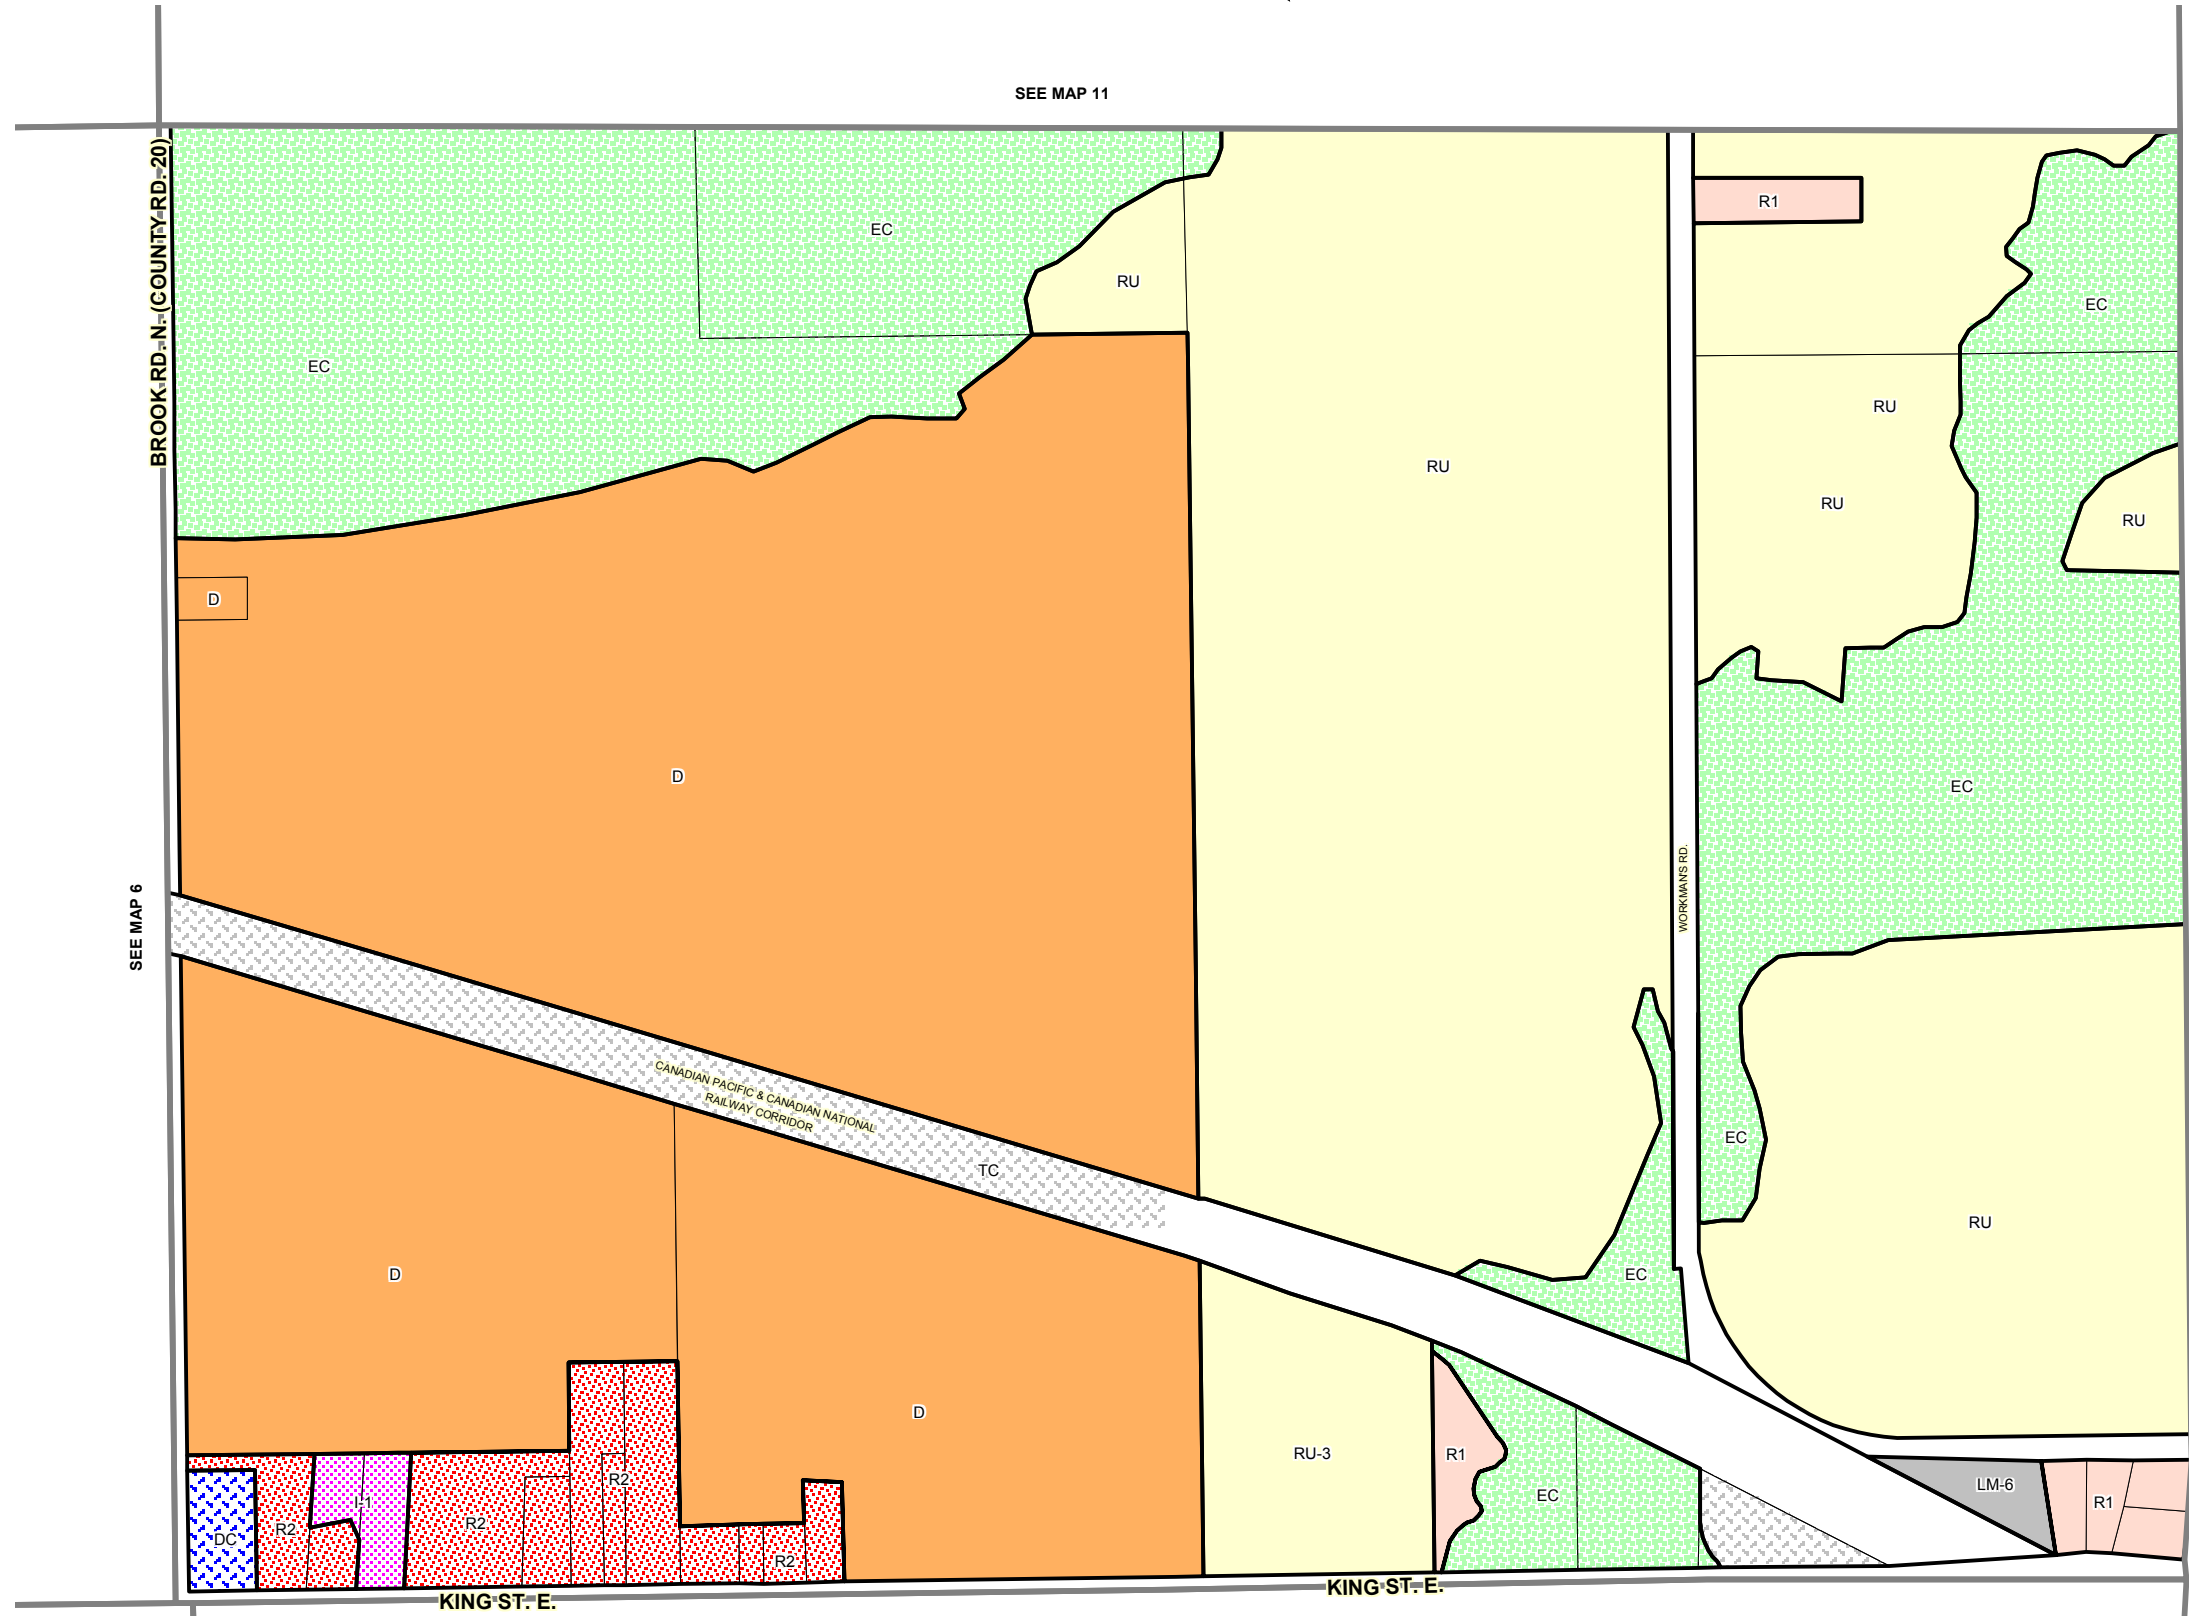 SEE MAP 11
BROOK RD. N. (COUNTY RD. 20)
R1
EC
RU
EC
EC
RU
RU
RU
RU
D
D
EC
WORKMAN'S RD.
SEE MAP 6
CANADIAN PACIFIC & CANADIAN NATIONAL
RAILWAY CORRIDOR
TC
EC
RU
D
EC
D
RU-3
R1
R2
LM-6
EC
I-1
R1
R2
R2
DC
R2
KING ST. E.
KING ST. E.